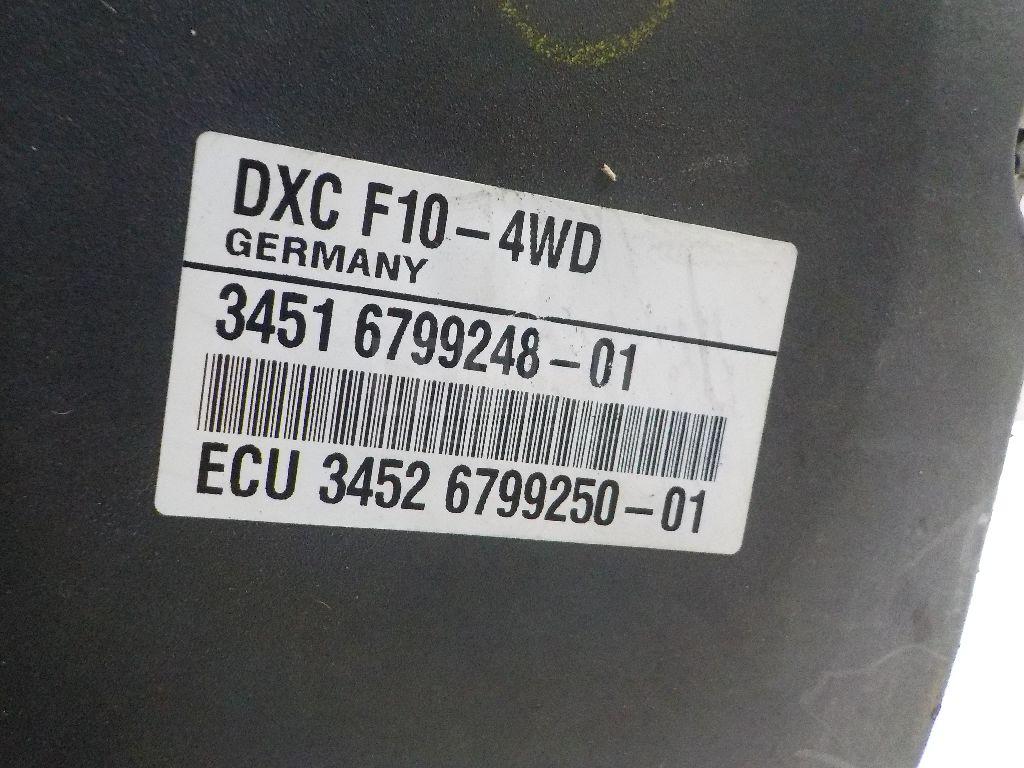 DXC F10-4WD
GERMANY
3451 6799248-01
ECU 3452 6799250-01